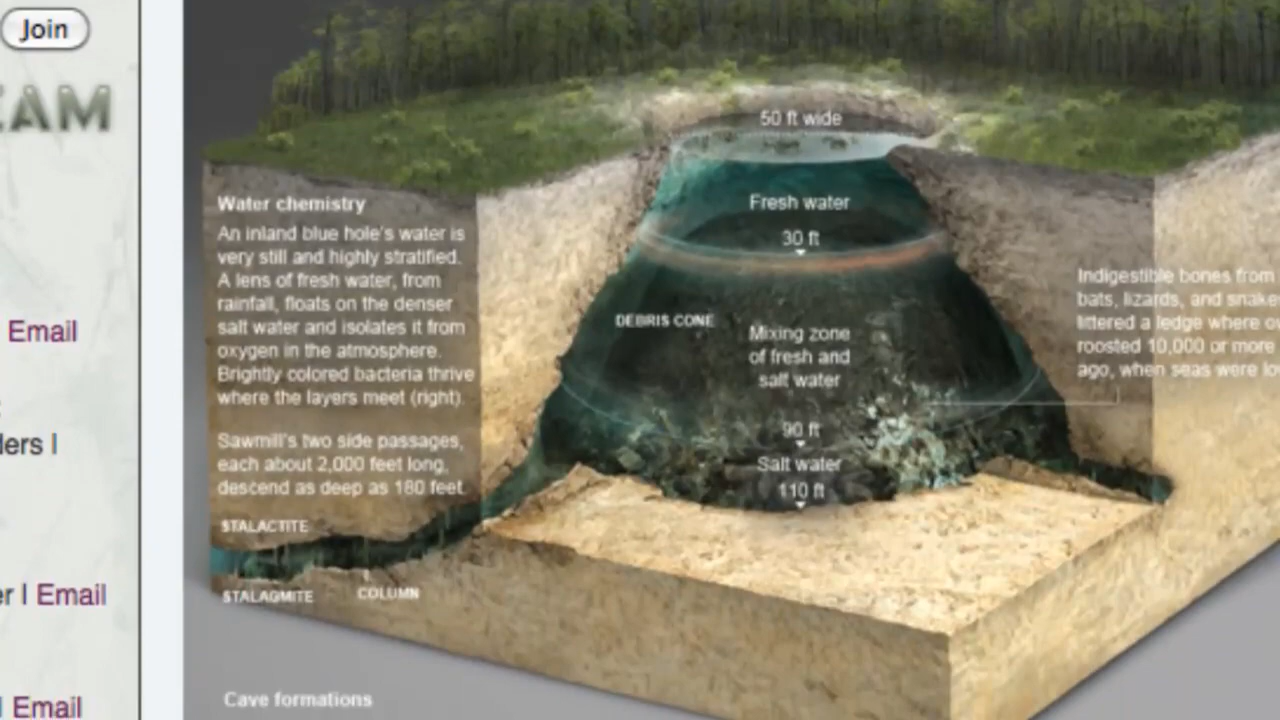 Join
EAM
Email
lers |
er | Email
Email
50 ft wide
Fresh water
30 ft
DEBRIS CONE
Mixing zone
of fresh and
salt water
90 ft
Salt water
110 ft
Water chemistry
An inland blue hole's water is
very still and highly stratified.
A lens of fresh water, from
rainfall, floats on the denser
salt water and isolates it from
oxygen in the atmosphere.
Brightly colored bacteria thrive
where the layers meet (right).
Sawmill's two side passages,
each about 2,000 feet long,
descend as deep as 180 feet.
STALACTITE
STALAGMITE
COLUMN
Cave formations
Indigestible bones from
bats, lizards, and snake
littered a ledge where o
roosted 10,000 or more
ago, when seas were lo